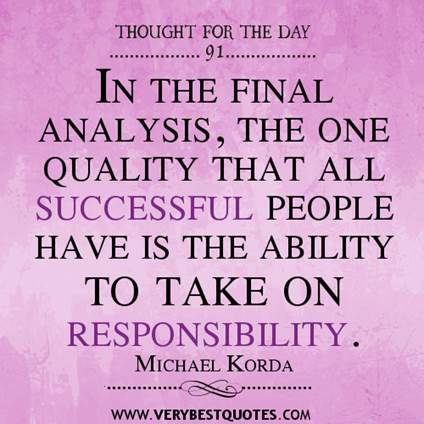 THOUGHT FOR THE DAY
................... 91...................
IN THE FINAL
ANALYSIS, THE ONE
QUALITY THAT ALL
SUCCESSFUL PEOPLE
HAVE IS THE ABILITY
TO TAKE ON
RESPONSIBILITY.
MICHAEL KORDA
WWW.VERYBESTQUOTES.COM